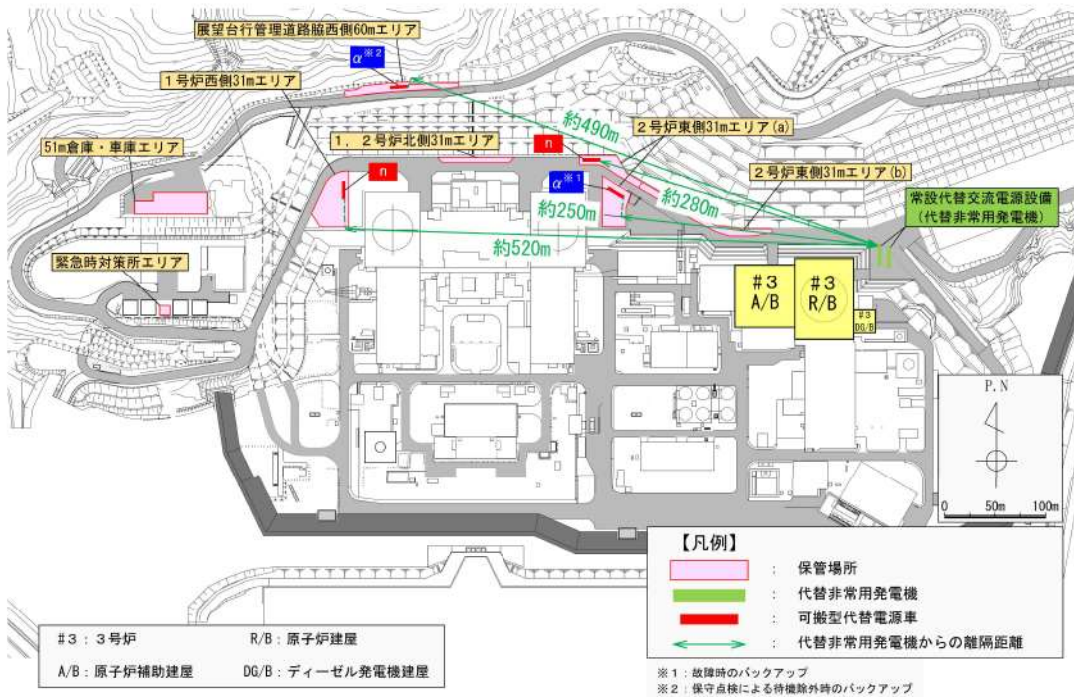 展望台行管理道路脇西側60mエリア
α※2
1号炉西側31mエリア
約490m
2号炉東側31mエリア(a)
1,2号炉北側31mエリア
n
51m倉庫・車庫エリア
n
α※1
2号炉東側31mエリア(b)
約280m
常設代替交流電源設備
(代替非常用発電機)
約250m
約520m
緊急時対策所エリア
#3
A/B
#3
R/B
#3
DG/B
P.N
0 50m 100m
【凡例】
: 保管場所
: 代替非常用発電機
: 可搬型代替電源車
: 代替非常用発電機からの離隔距離
#3:3号炉
R/B:原子炉建屋
A/B:原子炉補助建屋
DG/B:ディーゼル発電機建屋
※1:故障時のバックアップ
※2:保守点検による待機除外時のバックアップ